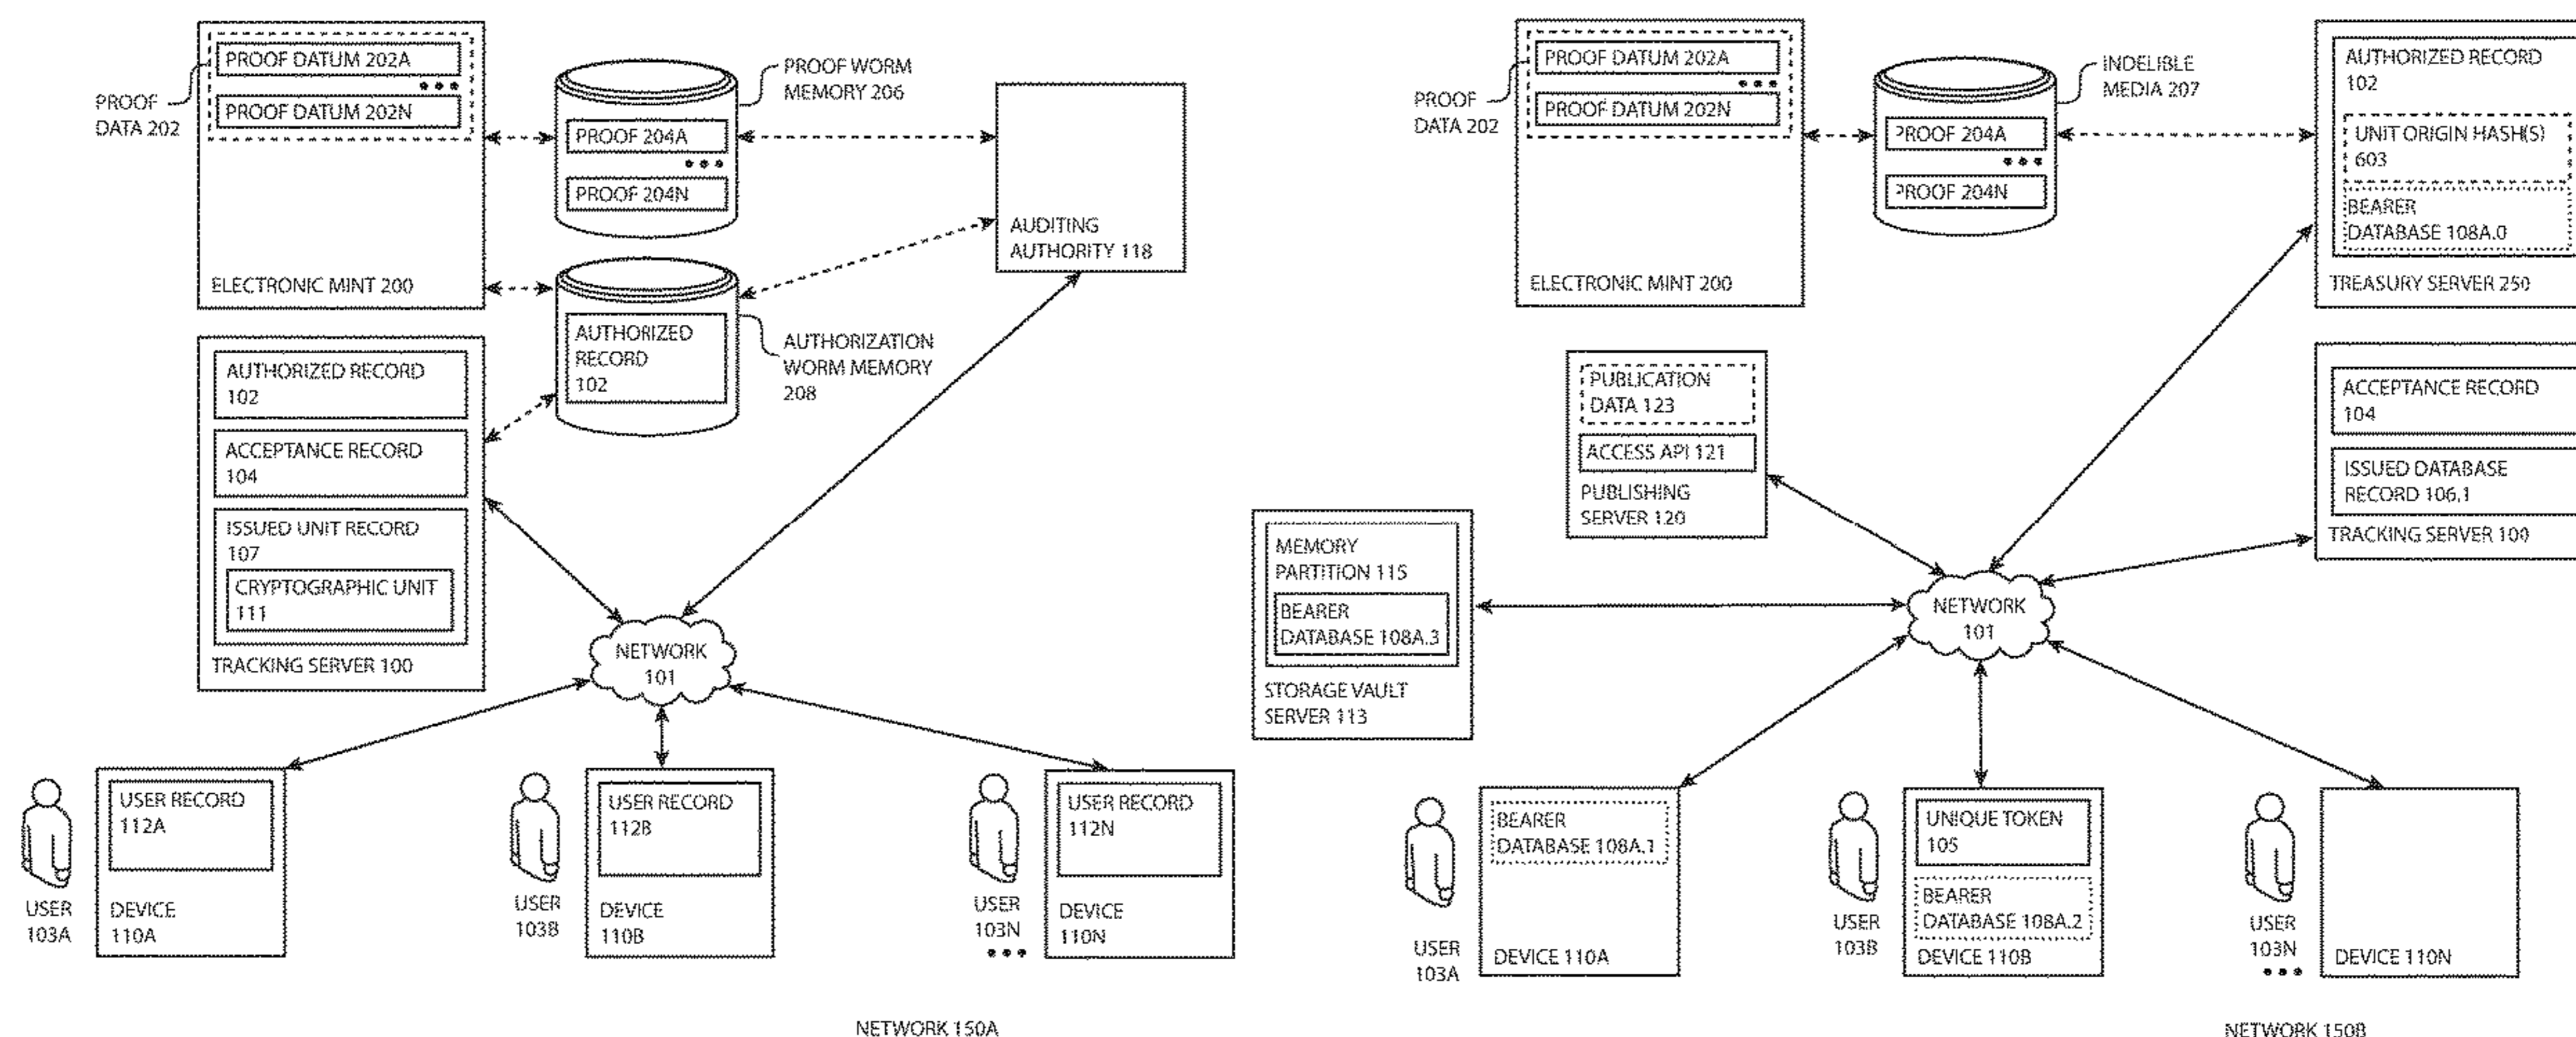 PROOF DATUM 202A
PROOF DATUM 202N
PROOF
DATA 202
ELECTRONIC MINT 200
PROOF WORM
MEMORY 206
PROOF 204A
PROOF 204N
AUDITING
AUTHORITY 118
AUTHORIZED
RECORD
102
AUTHORIZATION
WORM MEMORY
208
AUTHORIZED RECORD
102
ACCEPTANCE RECORD
104
ISSUED UNIT RECORD
107
CRYPTOGRAPHIC UNIT
111
TRACKING SERVER 100
NETWORK
101
USER RECORD
112A
USER
103A
DEVICE
110A
USER RECORD
112B
USER
103B
DEVICE
110B
USER RECORD
112N
USER
103N
DEVICE
110N
NETWORK 150A
PROOF DATUM 202A
PROOF DATUM 202N
PROOF
DATA 202
ELECTRONIC MINT 200
INDELIBLE
MEDIA 207
PROOF 204A
PROOF 204N
AUTHORIZED RECORD
102
UNIT ORIGIN HASH(S)
603
BEARER
DATABASE 108A.0
TREASURY SERVER 250
PUBLICATION
DATA 123
ACCESS API 121
PUBLISHING
SERVER 120
ACCEPTANCE RECORD
104
ISSUED DATABASE
RECORD 106.1
TRACKING SERVER 100
MEMORY
PARTITION 115
BEARER
DATABASE 108A.3
STORAGE VAULT
SERVER 113
NETWORK
101
BEARER
DATABASE 108A.1
USER
103A
DEVICE 110A
UNIQUE TOKEN
105
BEARER
DATABASE 108A.2
USER
103B
DEVICE 110B
USER
103N
DEVICE 110N
NETWORK 150B